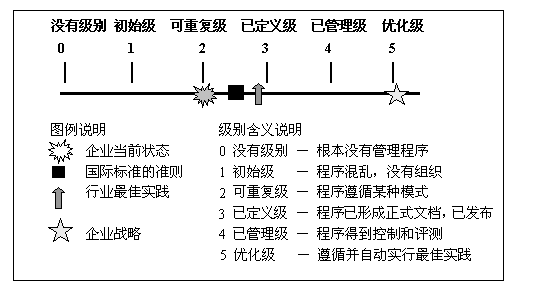 没有级别 初始级 可重复级 已定义级 已管理级 优化级
0 1 2 3 4 5
图例说明
企业当前状态
国际标准的准则
行业最佳实践
企业战略
级别含义说明
0 没有级别 — 根本没有管理程序
1 初始级 — 程序混乱，没有组织
2 可重复级 — 程序遵循某种模式
3 已定义级 — 程序已形成正式文档，已发布
4 已管理级 — 程序得到控制和评测
5 优化级 — 遵循并自动实行最佳实践